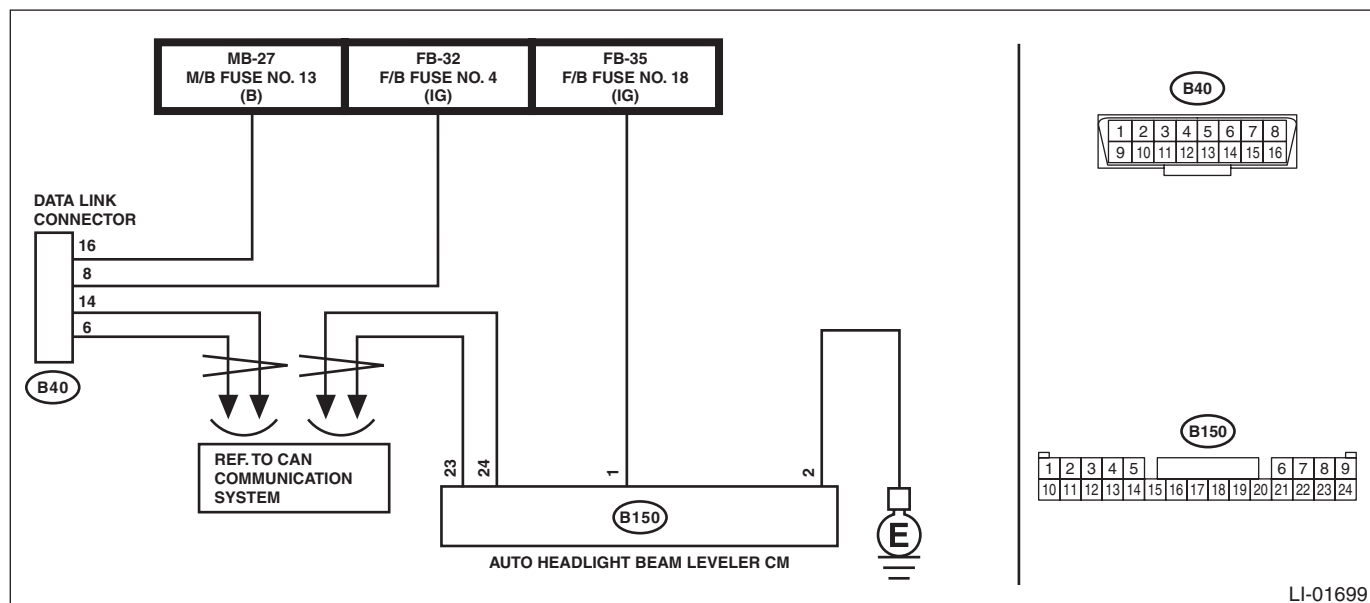 MB-27
M/B FUSE NO. 13
(B)
FB-32
F/B FUSE NO. 4
(IG)
FB-35
F/B FUSE NO. 18
(IG)
DATA LINK
CONNECTOR
16
8
14
6
B40
REF. TO CAN
COMMUNICATION
SYSTEM
23
24
1
2
B150
E
AUTO HEADLIGHT BEAM LEVELER CM
B40
1 2 3 4 5 6 7 8
9 10 11 12 13 14 15 16
B150
1 2 3 4 5 6 7 8 9
10 11 12 13 14 15 16 17 18 19 20 21 22 23 24
LI-01699